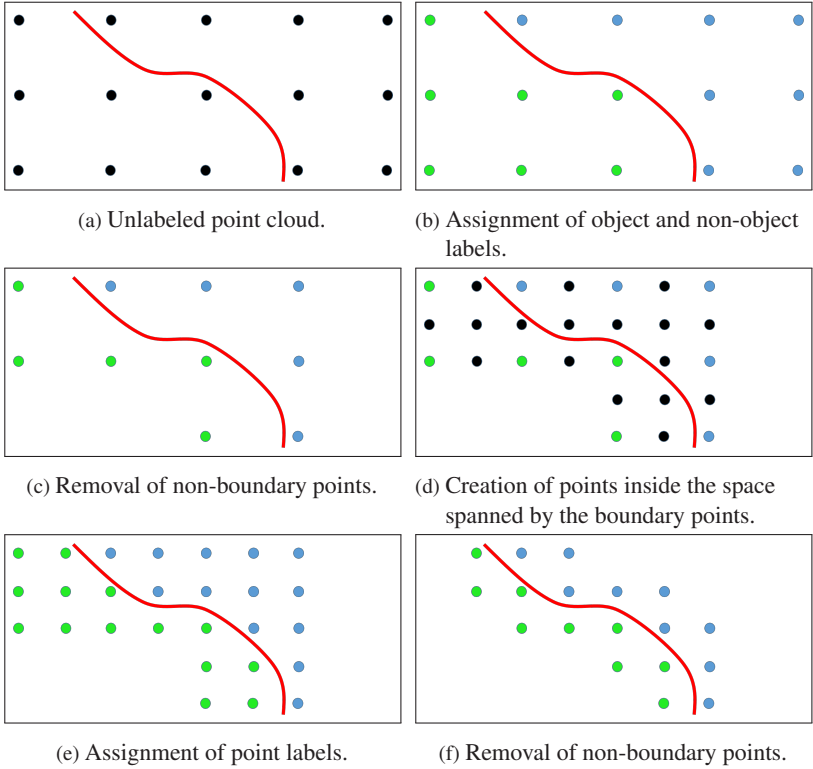 (a) Unlabeled point cloud.
(b) Assignment of object and non-object
labels.
(c) Removal of non-boundary points.
(d) Creation of points inside the space
spanned by the boundary points.
(e) Assignment of point labels.
(f) Removal of non-boundary points.